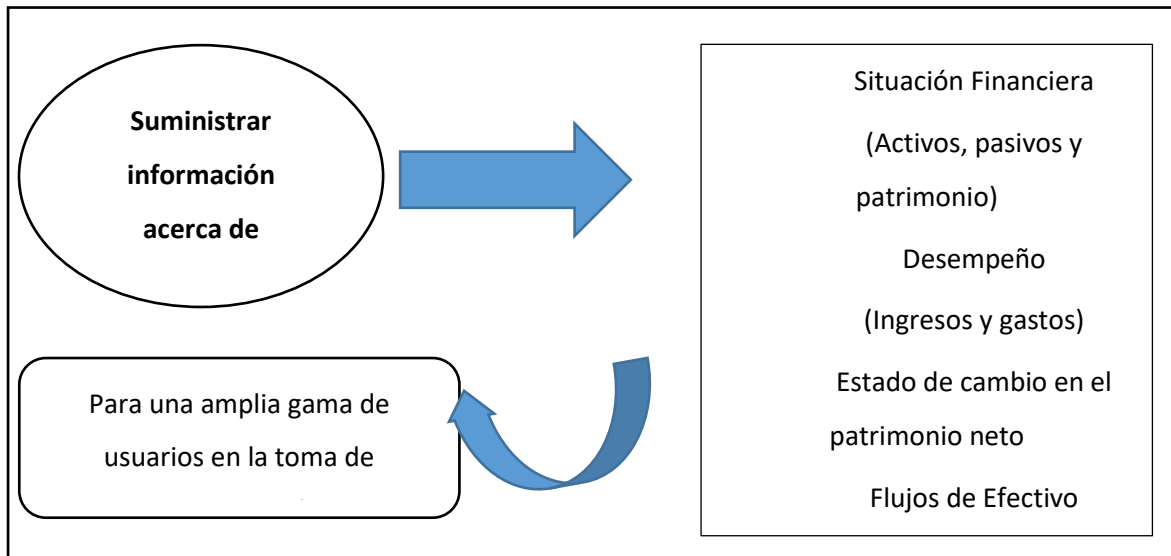 Suministrar
información
acerca de
Situación Financiera
(Activos, pasivos y
patrimonio)
Desempeño
(Ingresos y gastos)
Estado de cambio en el
patrimonio neto
Flujos de Efectivo
Para una amplia gama de
usuarios en la toma de